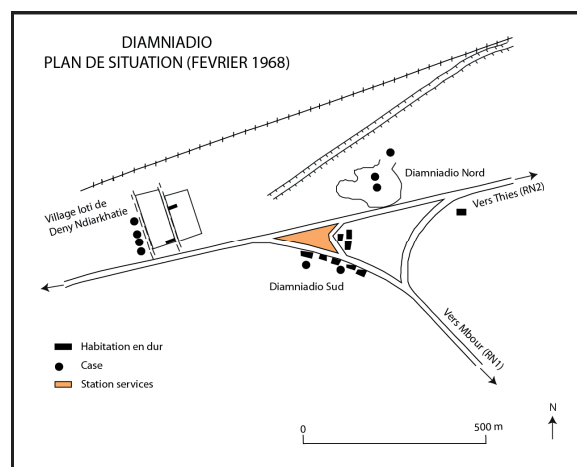 DIAMNIADIO
PLAN DE SITUATION (FEVRIER 1968)
Diamniadio Nord
Vers Thies (RN2)
Village loti de
Deny Ndiarkhatie
Diamniadio Sud
Vers Mbour (RN1)
Habitation en dur
Case
Station services
N
0
500 m